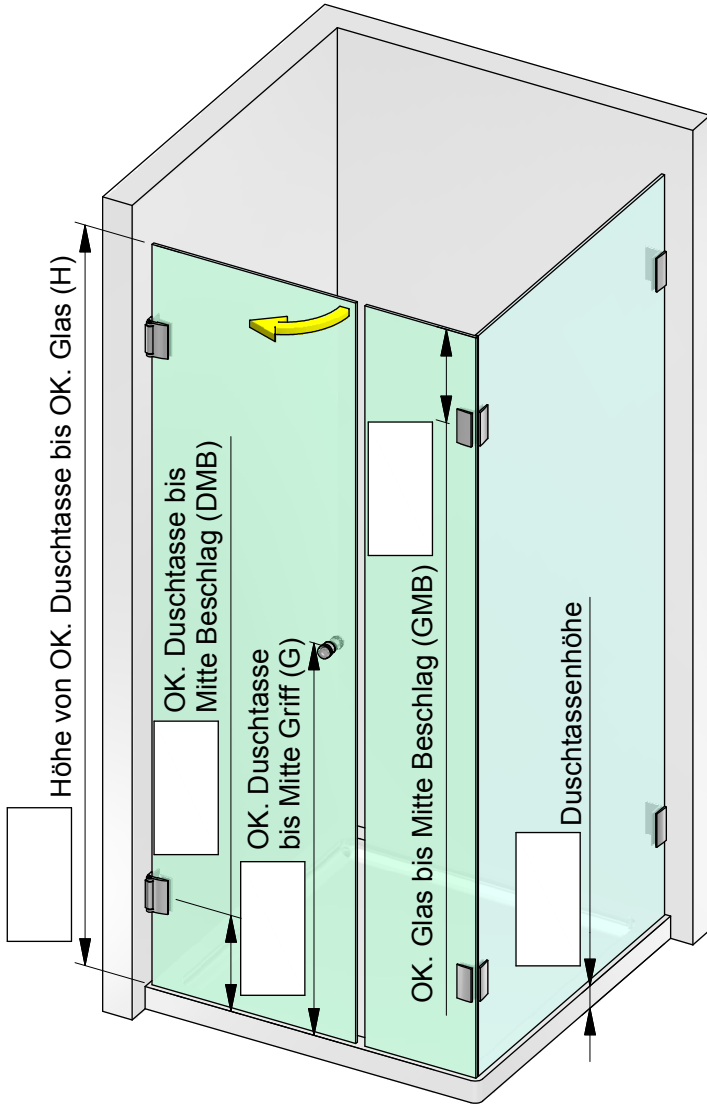 Höhe von OK. Duschtasse bis OK. Glas (H)
OK. Duschtasse bis
Mitte Beschlag (DMB)
OK. Duschtasse
bis Mitte Griff (G)
OK. Glas bis Mitte Beschlag (GMB)
Duschtassenhöhe